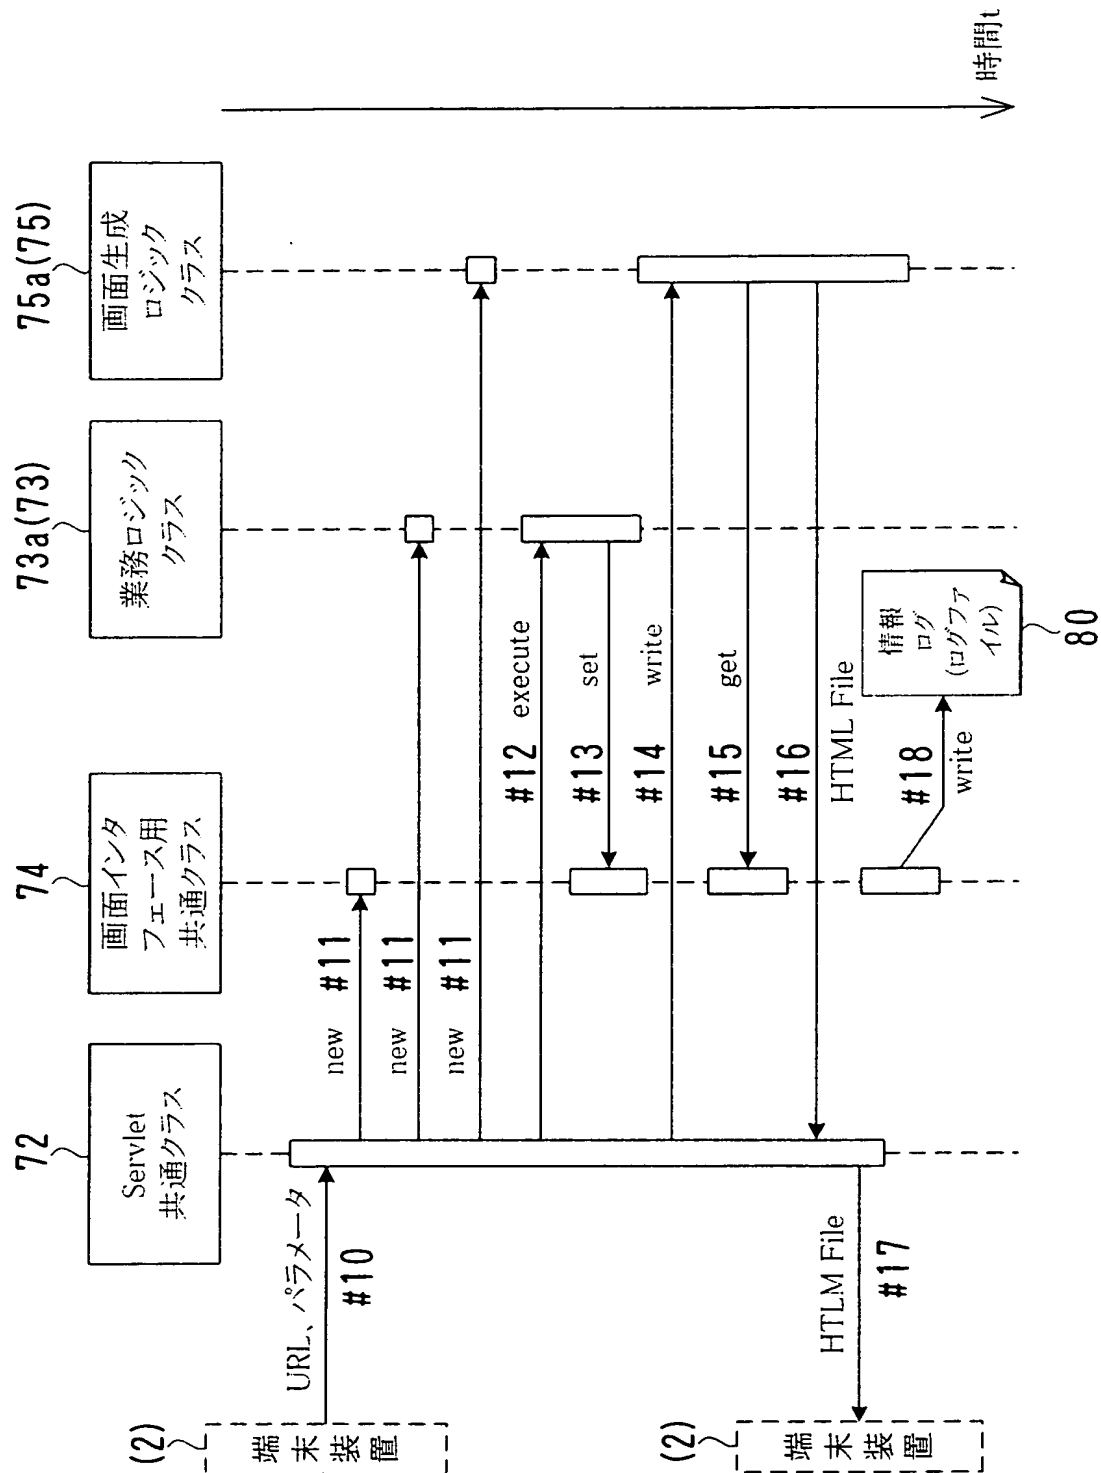 72
Servlet
共通クラス
74
画面インタ
フェース用
共通クラス
73a(73)
業務ロジック
クラス
75a(75)
画面生成
ロジック
クラス
(2)
端末装置
URL、パラメータ
#10
new #11
new #11
new #11
#12 execute
#13 set
#14 write
#15 get
#16
HTML File
HTLM File
#17
(2)
端末装置
#18
write
情報
ログ
(ログファ
イル)
80
時間t